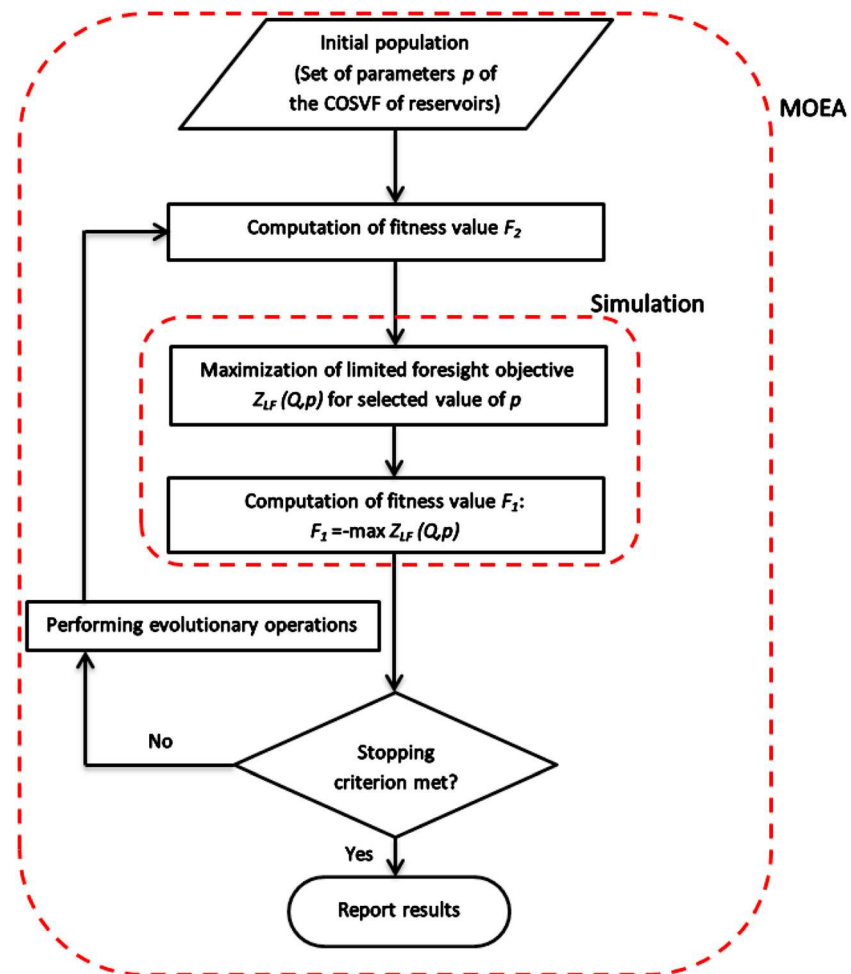 Initial population
(Set of parameters p of
the COSVF of reservoirs)
MOEA
Computation of fitness value F₂
Simulation
Maximization of limited foresight objective
Z_LF (Q,p) for selected value of p
Computation of fitness value F₁:
F₁ =-max Z_LF (Q,p)
Performing evolutionary operations
No
Stopping
criterion met?
Yes
Report results